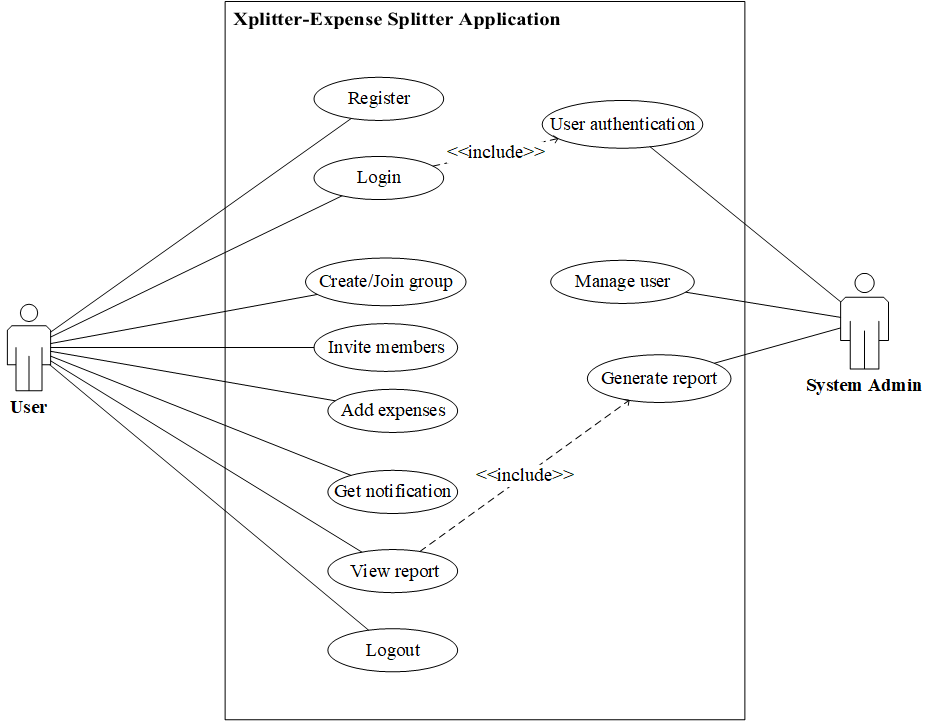 Xplitter-Expense Splitter Application
Register
User authentication
<<include>>
Login
Create/Join group
Manage user
Invite members
Generate report
System Admin
User
Add expenses
<<include>>
Get notification
View report
Logout